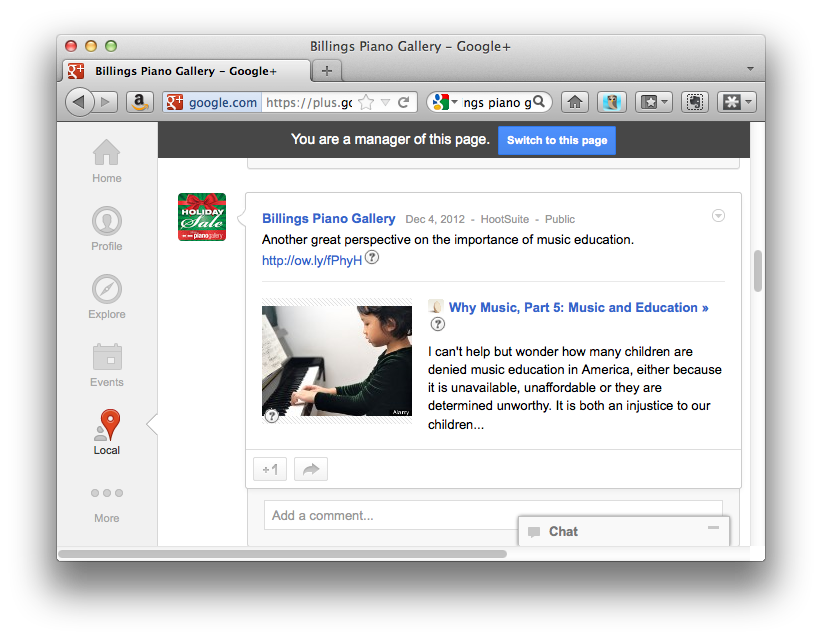 Billings Piano Gallery – Google+
Billings Piano Gallery – Google+
google.com https://plus.go ngs piano g
You are a manager of this page. Switch to this page
Home
Profile
Explore
Events
Local
More
HOLIDAY
Sale
pianogallery
Billings Piano Gallery Dec 4, 2012 - HootSuite - Public
Another great perspective on the importance of music education.
http://ow.ly/fPhyH ?
Why Music, Part 5: Music and Education »
?
I can't help but wonder how many children are
denied music education in America, either because
it is unavailable, unaffordable or they are
determined unworthy. It is both an injustice to our
children...
Alamy
?
+1
Add a comment...
Chat